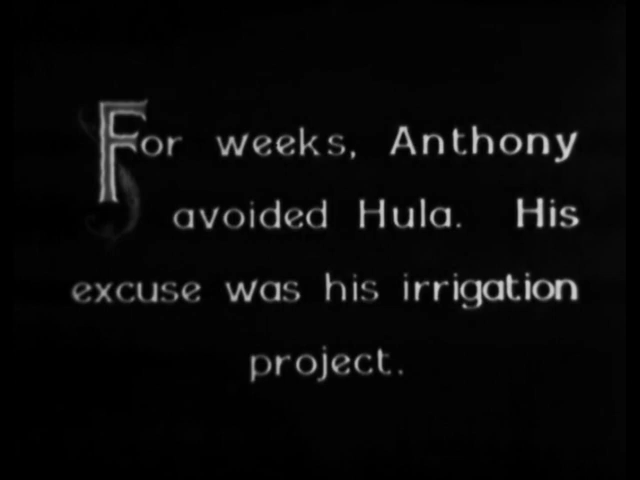 For weeks, Anthony
avoided Hula. His
excuse was his irrigation
project.